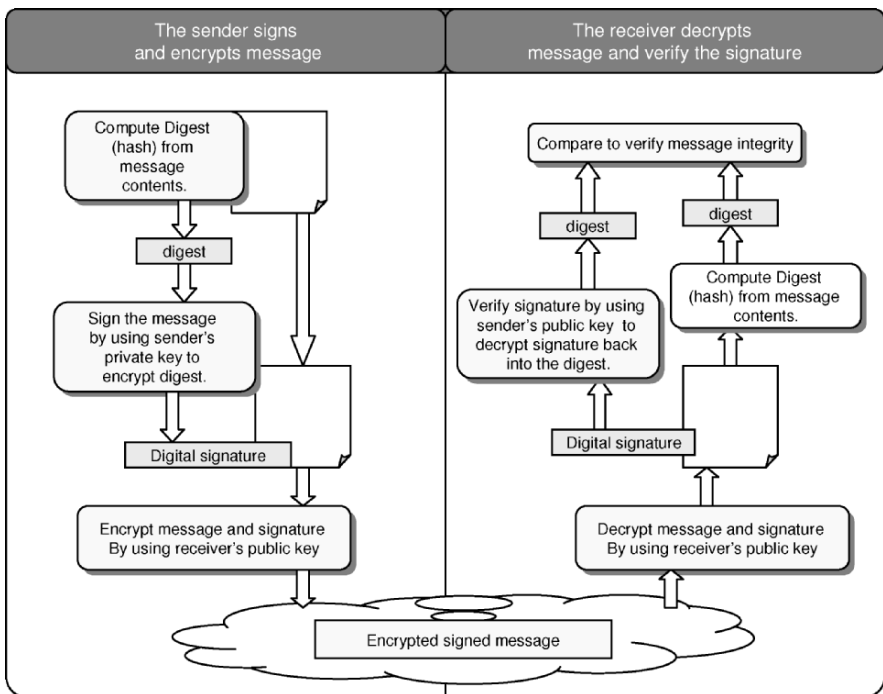 The sender signs
and encrypts message
Compute Digest
(hash) from
message
contents.
digest
Sign the message
by using sender's
private key to
encrypt digest.
Digital signature
Encrypt message and signature
By using receiver's public key
Encrypted signed message
The receiver decrypts
message and verify the signature
Compare to verify message integrity
digest
digest
Verify signature by using
sender's public key to
decrypt signature back
into the digest.
Compute Digest
(hash) from message
contents.
Digital signature
Decrypt message and signature
By using receiver's public key